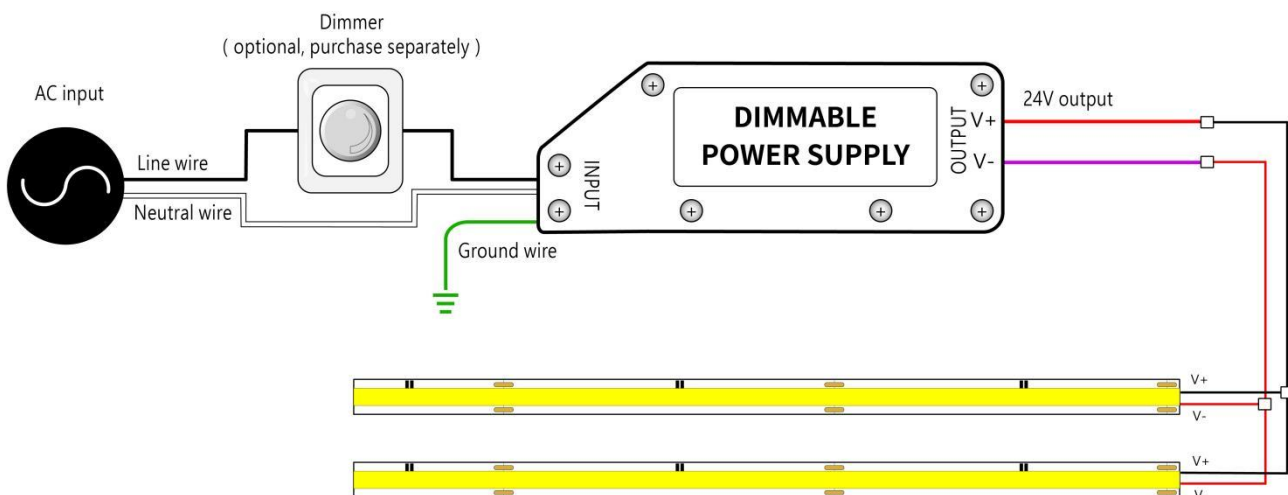 Dimmer
( optional, purchase separately )
AC input
Line wire
Neutral wire
Ground wire
INPUT
DIMMABLE
POWER SUPPLY
OUTPUT
V+
V-
24V output
V+
V-
V+